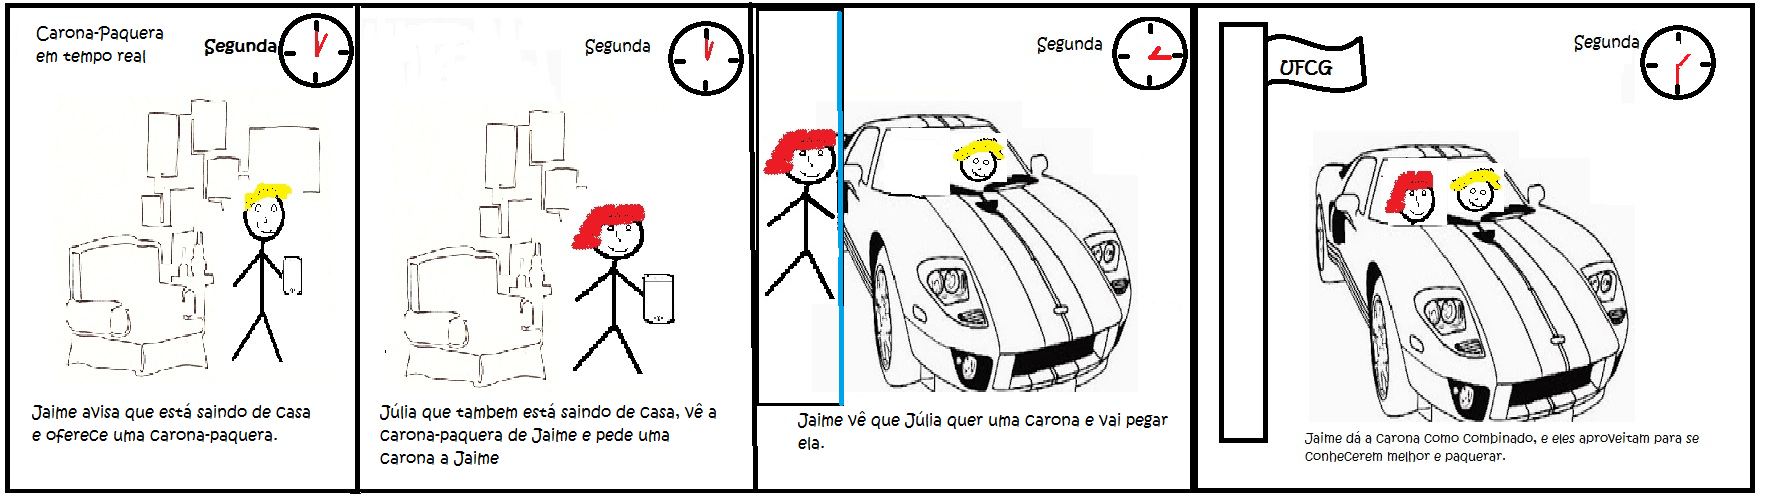 Carona-Paquera
em tempo real
Segunda
Jaime avisa que está saindo de casa
e oferece uma carona-paquera.
Segunda
Júlia que tambem está saindo de casa, vê a
carona-paquera de Jaime e pede uma
carona a Jaime
Segunda
Jaime vê que Júlia quer uma carona e vai pegar
ela.
UFCG
Segunda
Jaime dá a carona como combinado, e eles aproveitam para se
conhecerem melhor e paquerar.